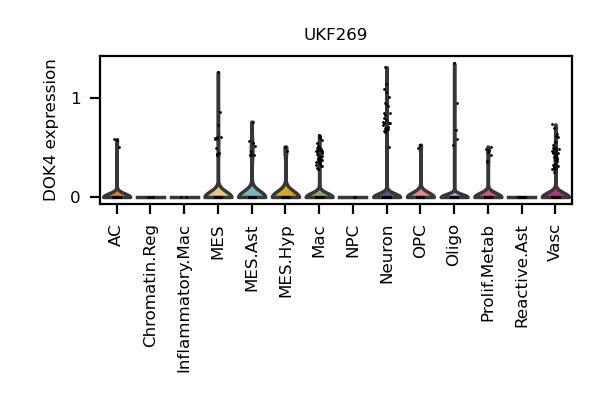 UKF269
DOK4 expression
1
0
AC
Chromatin.Reg
Inflammatory.Mac
MES
MES.Ast
MES.Hyp
Mac
NPC
Neuron
OPC
Oligo
Prolif.Metab
Reactive.Ast
Vasc